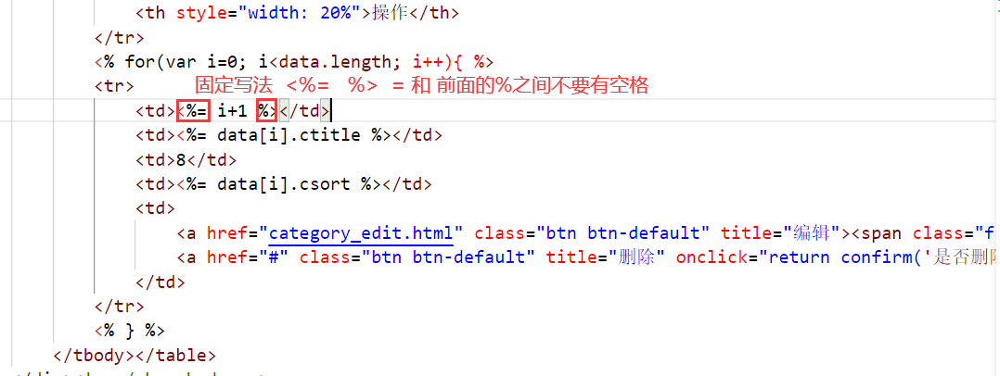 <th style="width: 20%">操作</th>
</tr>
<% for(var i=0; i<data.length; i++){ %>
<tr>
固定写法 <%= %> = 和 前面的%之间不要有空格
<td><%= i+1 %></td>
<td><%= data[i].ctitle %></td>
<td>8</td>
<td><%= data[i].csort %></td>
<td>
<a href="category_edit.html" class="btn btn-default" title="编辑"><span class="f
<a href="#" class="btn btn-default" title="删除" onclick="return confirm('是否删除
</td>
</tr>
<% } %>
</tbody></table>